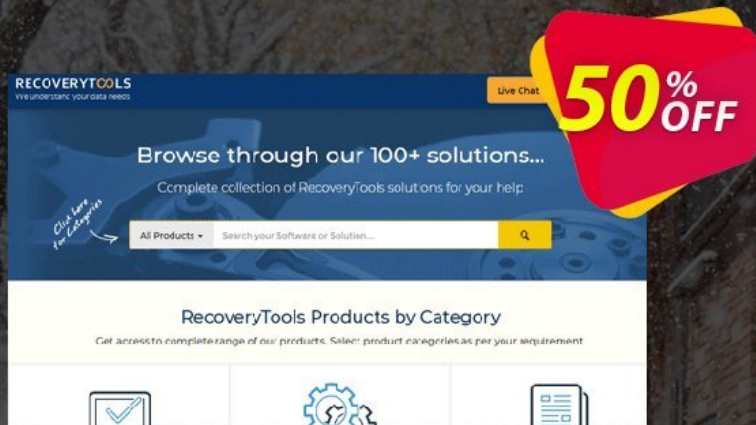 RECOVERYTOOLS
We understand your data needs
Live Chat
50% OFF
Browse through our 100+ solutions...
Complete collection of RecoveryTools solutions for your help
Click here
for Categories
All Products
Search your Software or Solution...
RecoveryTools Products by Category
Get access to complete range of our products. Select product categories as per your requirement